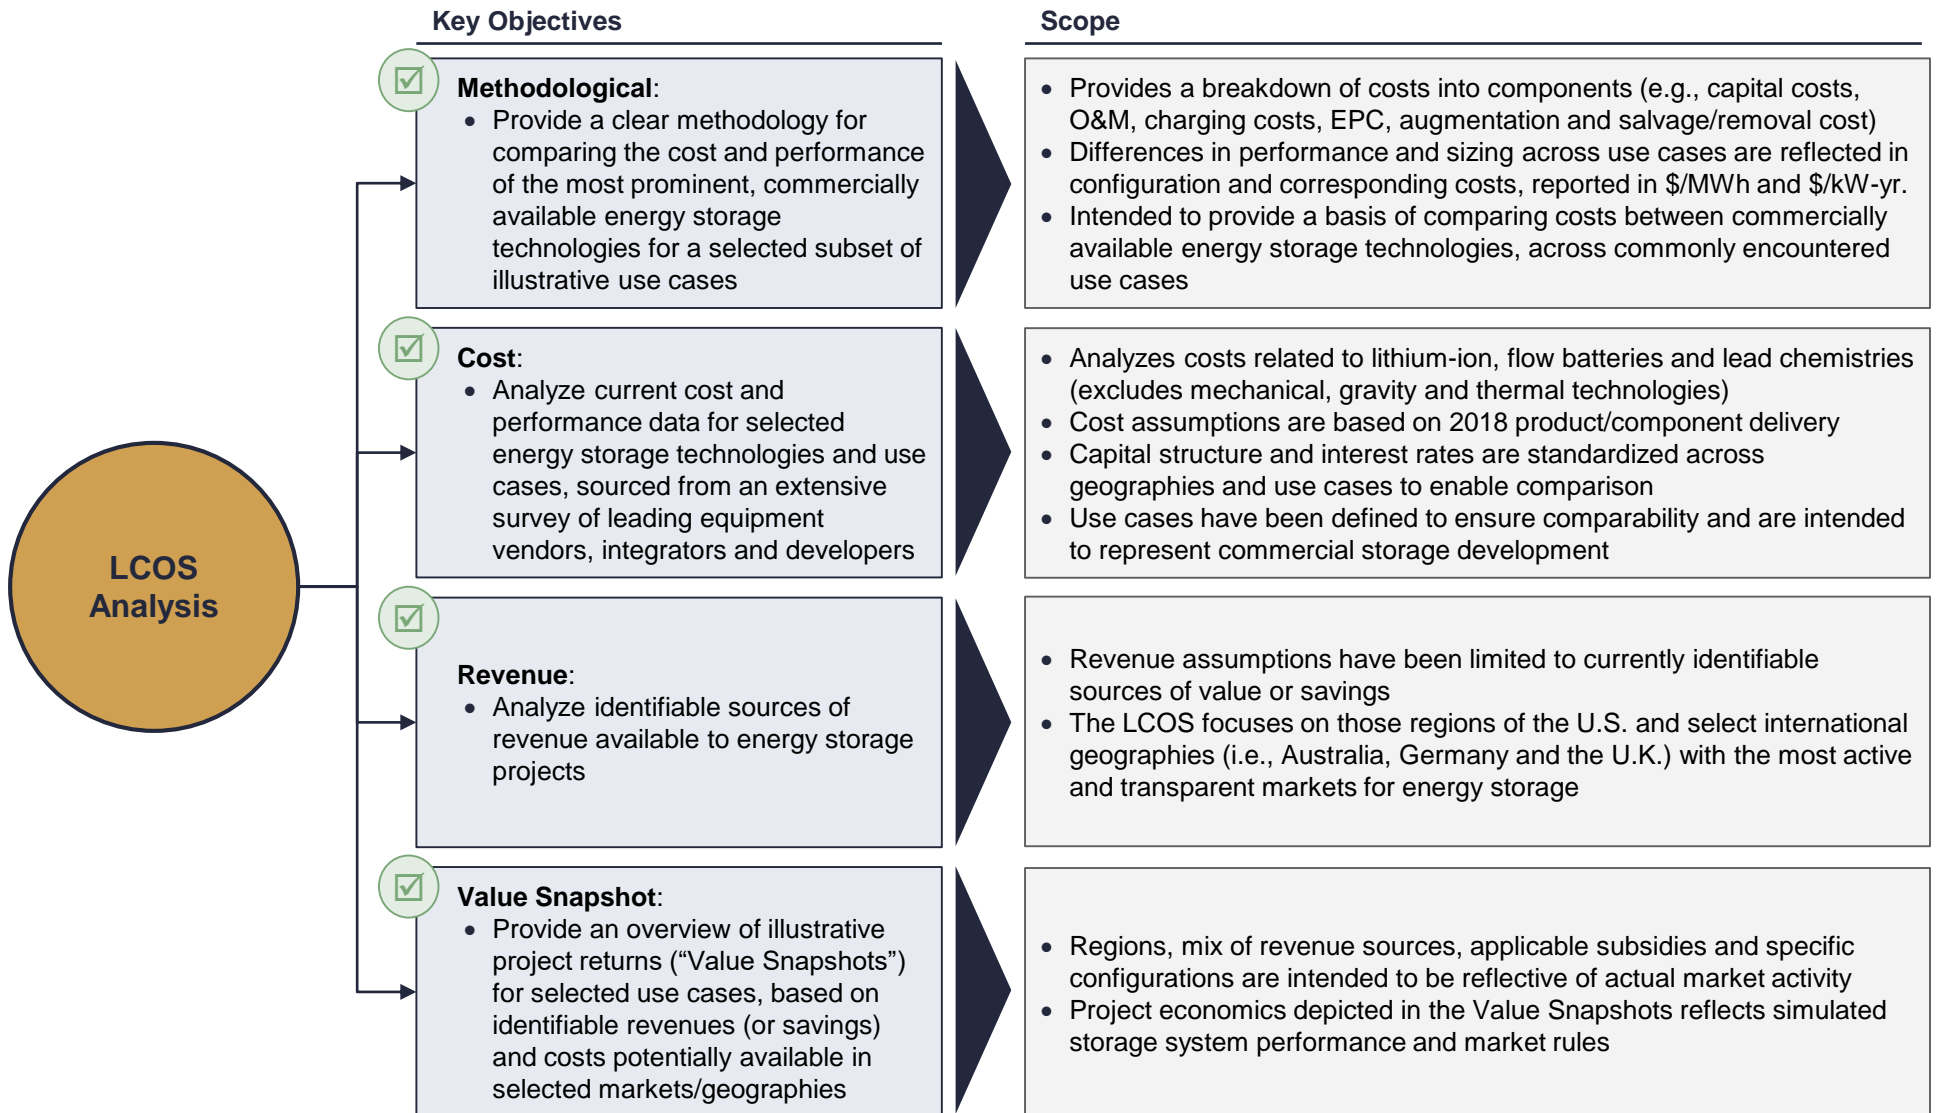 Key Objectives
Scope
LCOS
Analysis
Methodological:
• Provide a clear methodology for
comparing the cost and performance
of the most prominent, commercially
available energy storage
technologies for a selected subset of
illustrative use cases
• Provides a breakdown of costs into components (e.g., capital costs,
O&M, charging costs, EPC, augmentation and salvage/removal cost)
• Differences in performance and sizing across use cases are reflected in
configuration and corresponding costs, reported in $/MWh and $/kW-yr.
• Intended to provide a basis of comparing costs between commercially
available energy storage technologies, across commonly encountered
use cases
Cost:
• Analyze current cost and
performance data for selected
energy storage technologies and use
cases, sourced from an extensive
survey of leading equipment
vendors, integrators and developers
• Analyzes costs related to lithium-ion, flow batteries and lead chemistries
(excludes mechanical, gravity and thermal technologies)
• Cost assumptions are based on 2018 product/component delivery
• Capital structure and interest rates are standardized across
geographies and use cases to enable comparison
• Use cases have been defined to ensure comparability and are intended
to represent commercial storage development
Revenue:
• Analyze identifiable sources of
revenue available to energy storage
projects
• Revenue assumptions have been limited to currently identifiable
sources of value or savings
• The LCOS focuses on those regions of the U.S. and select international
geographies (i.e., Australia, Germany and the U.K.) with the most active
and transparent markets for energy storage
Value Snapshot:
• Provide an overview of illustrative
project returns (“Value Snapshots”)
for selected use cases, based on
identifiable revenues (or savings)
and costs potentially available in
selected markets/geographies
• Regions, mix of revenue sources, applicable subsidies and specific
configurations are intended to be reflective of actual market activity
• Project economics depicted in the Value Snapshots reflects simulated
storage system performance and market rules